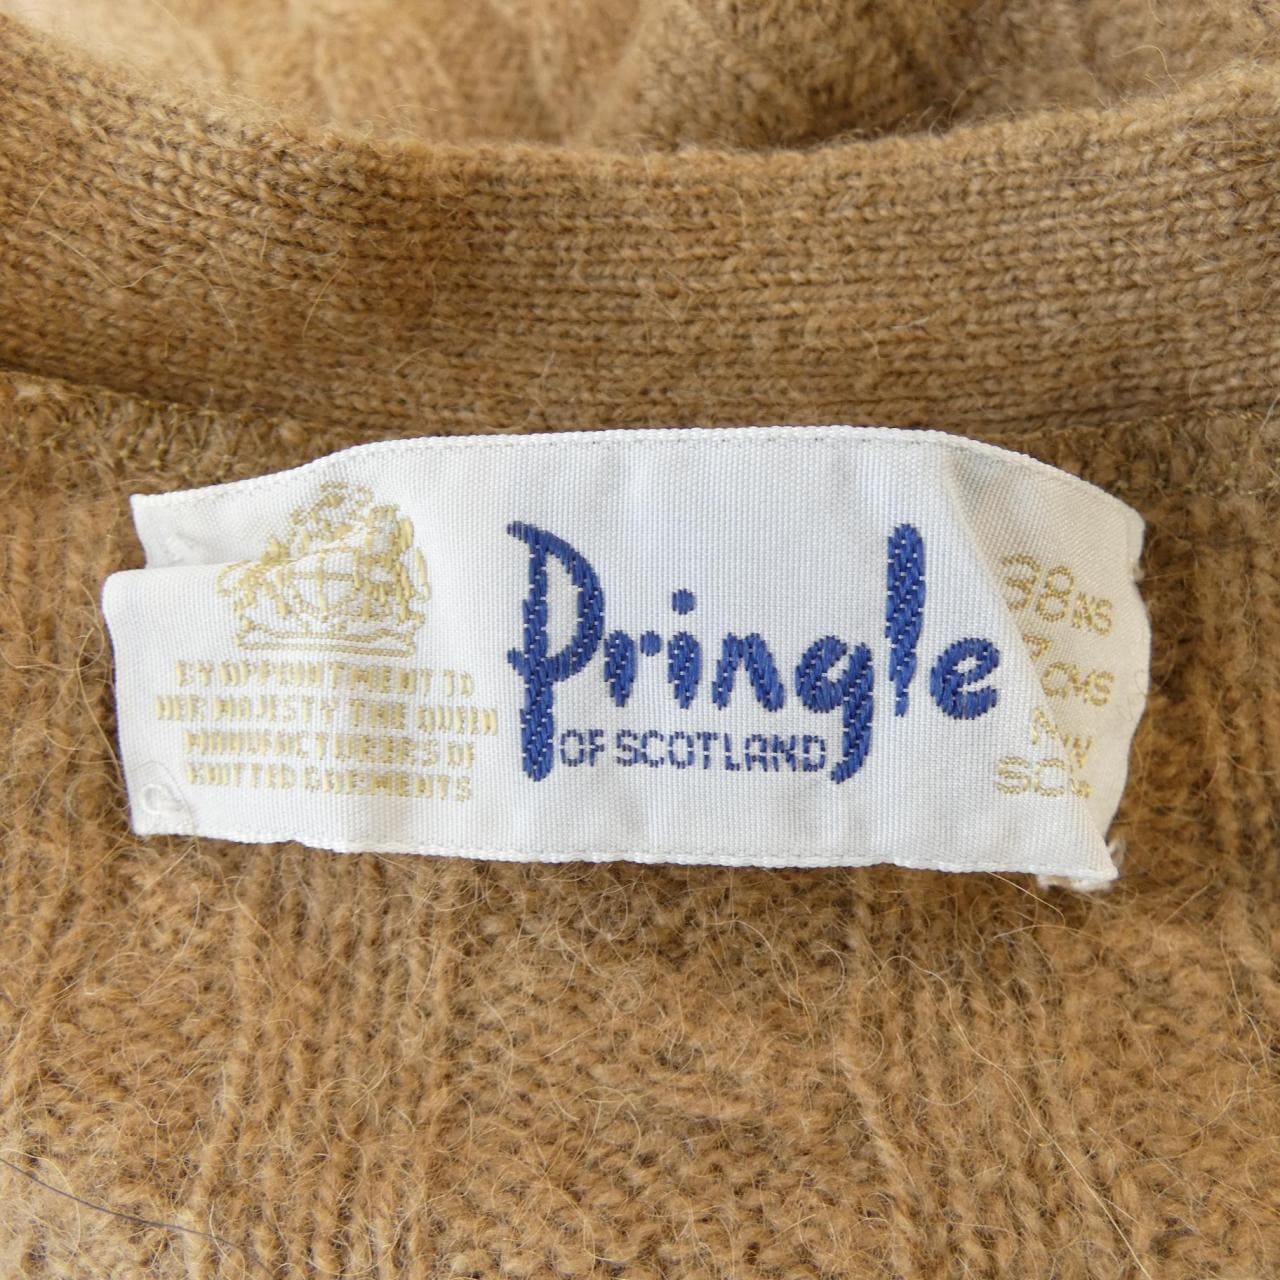 Pringle
OF SCOTLAND
BY APPOINTMENT TO
HER MAJESTY THE QUEEN
MANUFACTURERS OF
KNITTED GARMENTS
38 INS
CMS